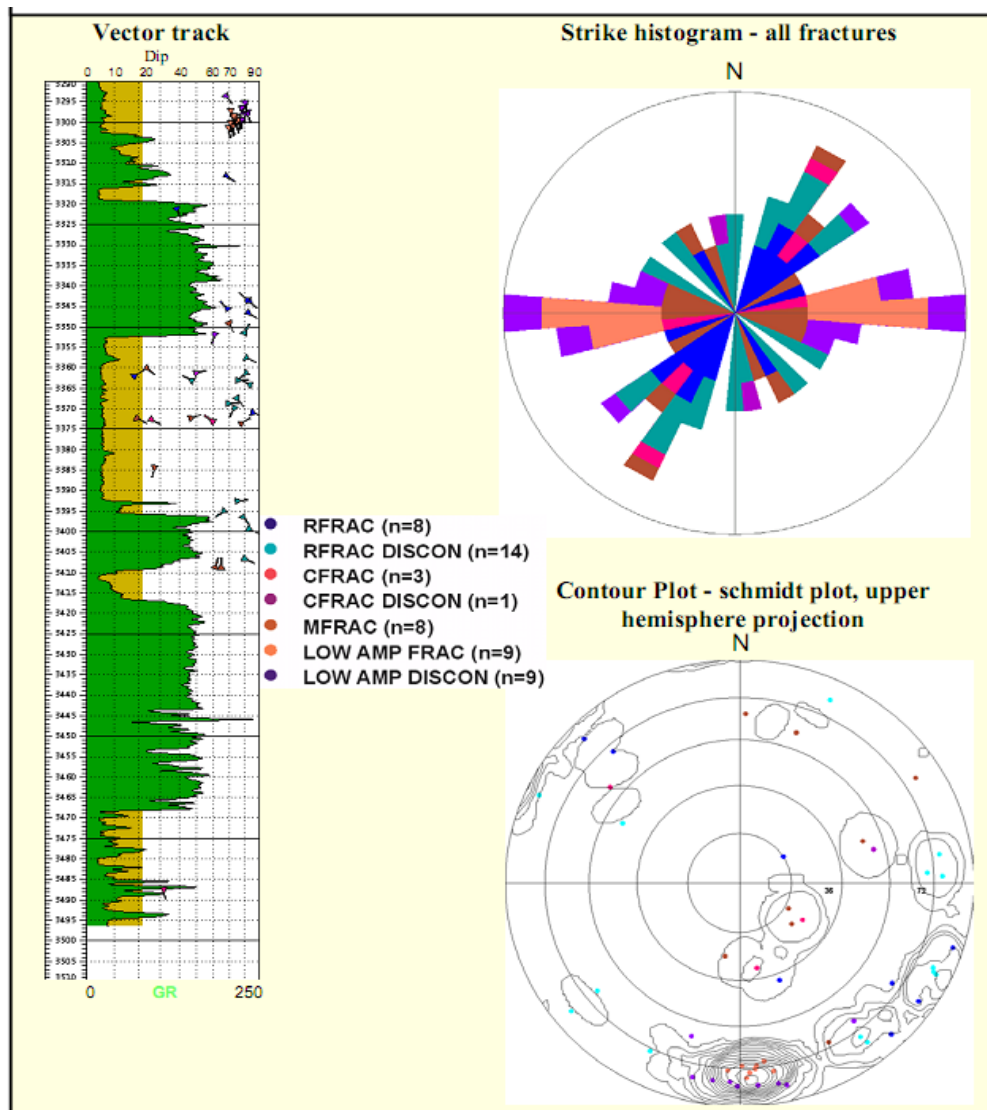 Vector track
Dip
0 10 20 40 60 70 90
3290
3295
3300
3305
3310
3315
3320
3325
3330
3335
3340
3345
3350
3355
3360
3365
3370
3375
3380
3385
3390
3395
3400
3405
3410
3415
3420
3425
3430
3435
3440
3445
3450
3455
3460
3465
3470
3475
3480
3485
3490
3495
3500
3505
3510
0 GR 250
Strike histogram - all fractures
N
RFRAC (n=8)
RFRAC DISCON (n=14)
CFRAC (n=3)
CFRAC DISCON (n=1)
MFRAC (n=8)
LOW AMP FRAC (n=9)
LOW AMP DISCON (n=9)
Contour Plot - schmidt plot, upper
hemisphere projection
N
36 72